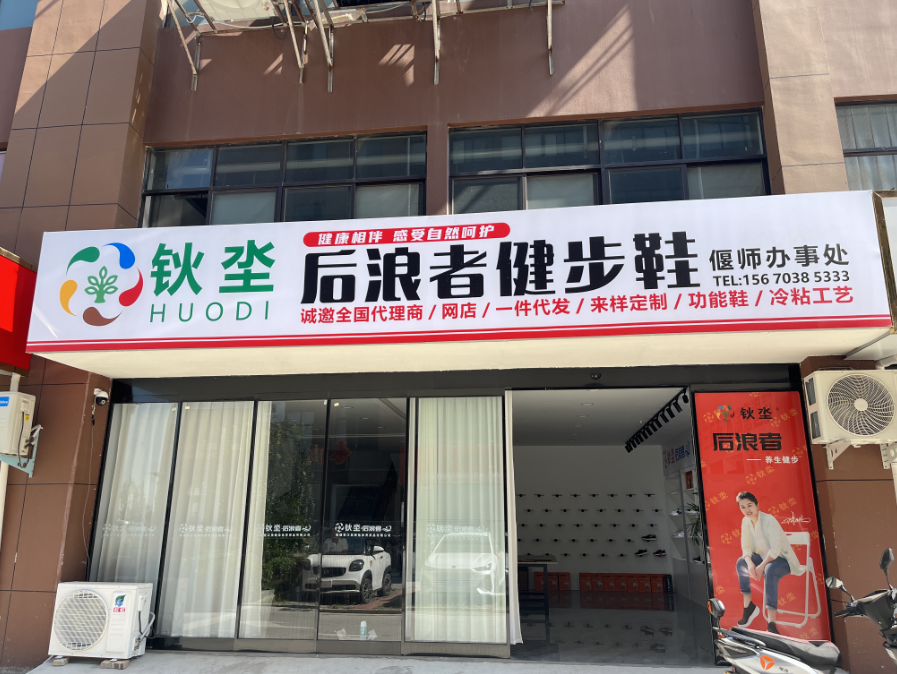 健康相伴 感受自然呵护
钬垄
HUODI
后浪者健步鞋
偃师办事处
TEL:156 7038 5333
诚邀全国代理商 / 网店 / 一件代发 / 来样定制 / 功能鞋 / 冷粘工艺
后浪者
——养生健步